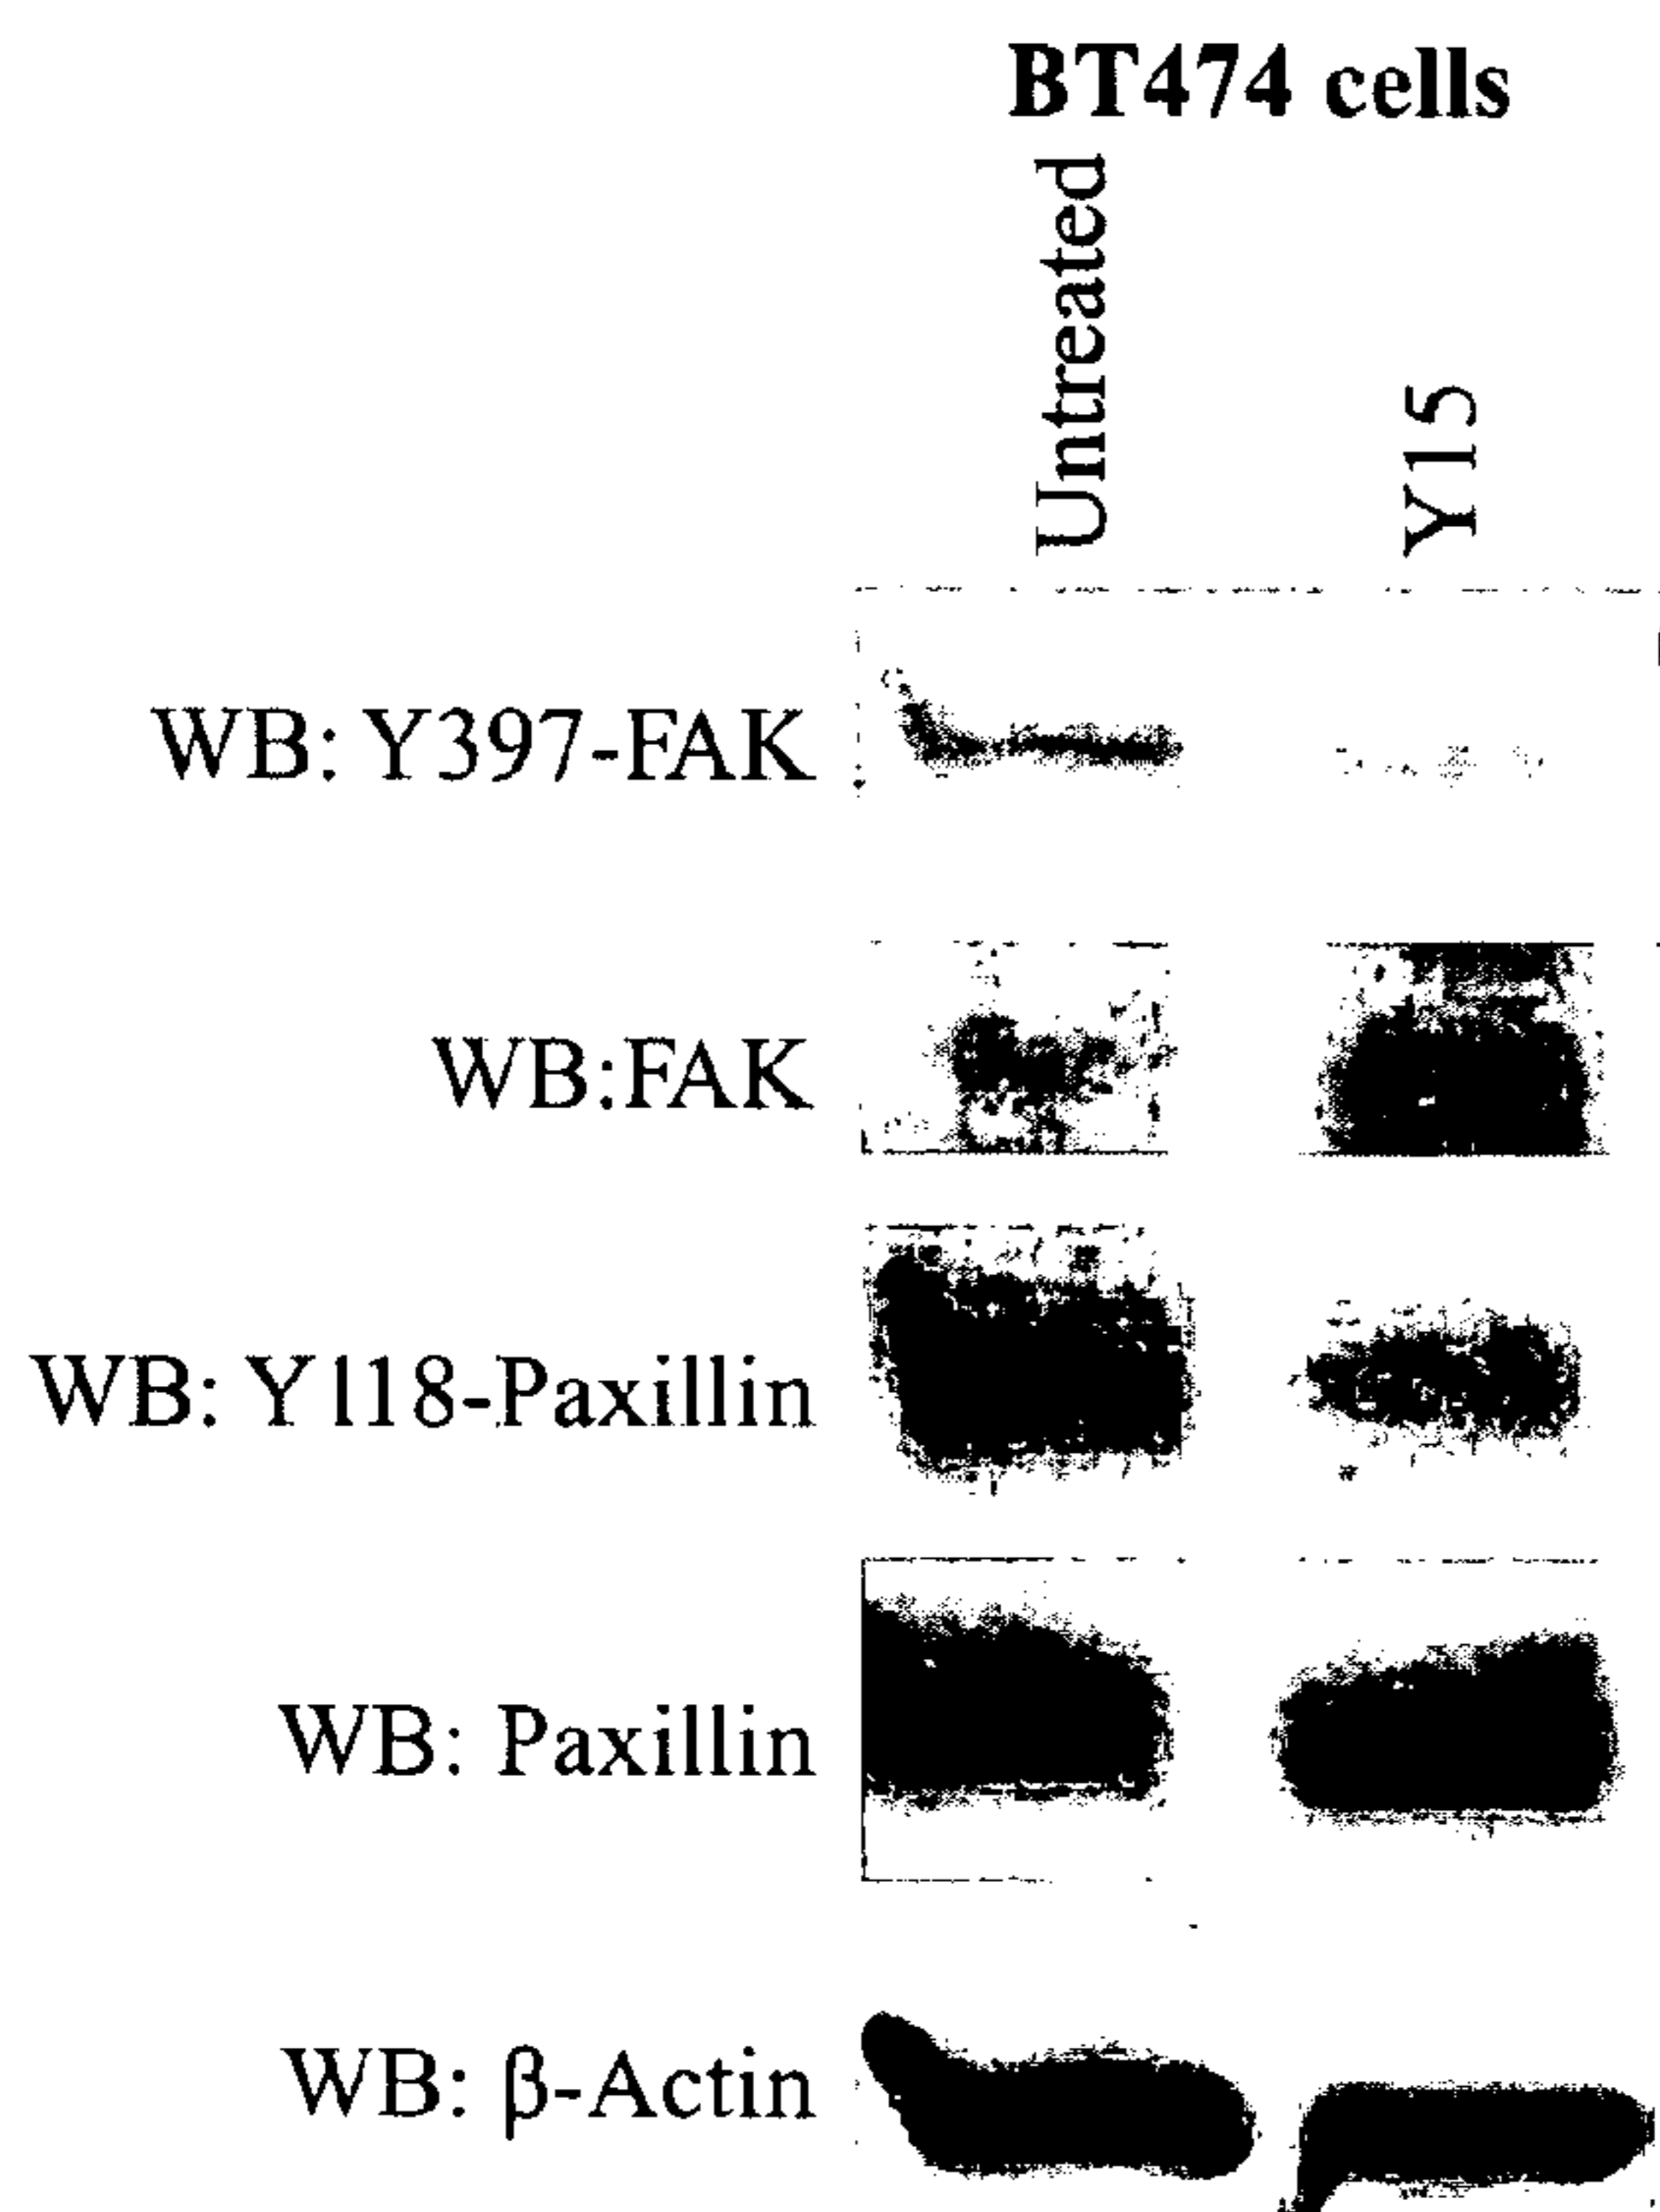 BT474 cells
Untreated
Y15
WB: Y397-FAK
WB:FAK
WB: Y118-Paxillin
WB: Paxillin
WB: β-Actin